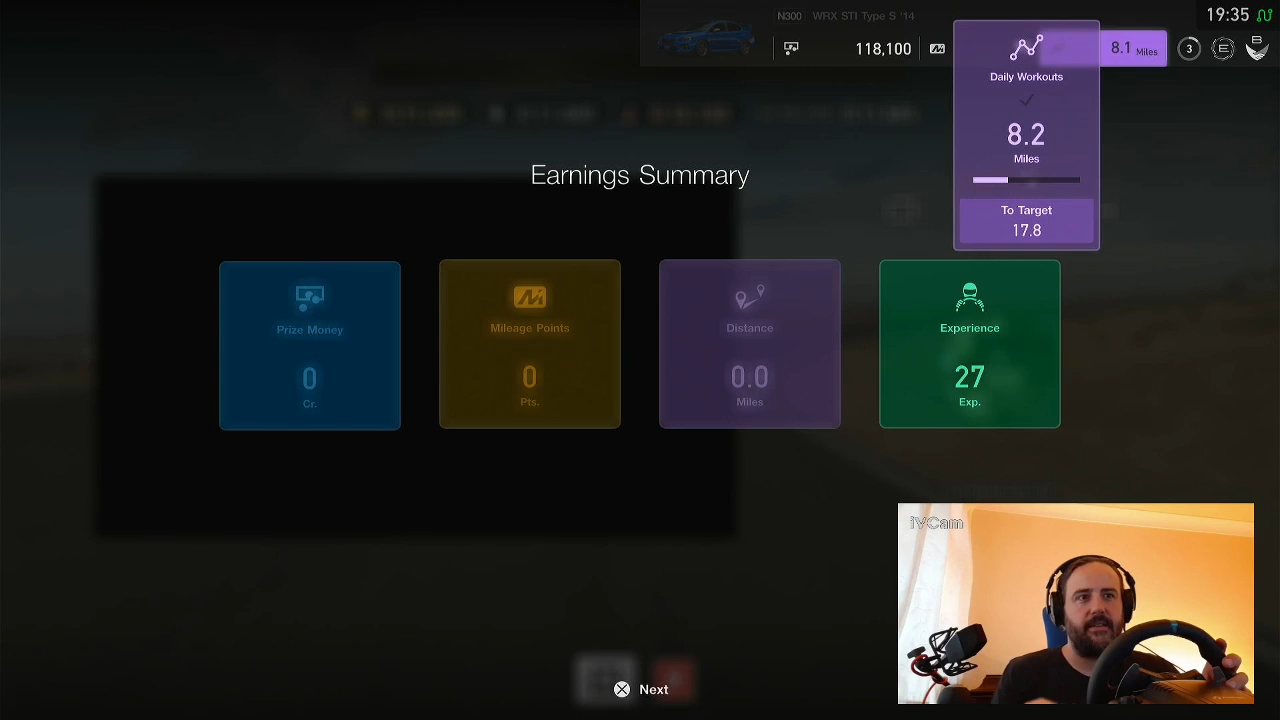 N300 WRX STI Type S '14
19:35
118,100
8.1 Miles
3
E
B
Daily Workouts
8.2
Miles
To Target
17.8
Earnings Summary
Prize Money
0
Cr.
Mileage Points
0
Pts.
Distance
0.0
Miles
Experience
27
Exp.
iVCam
Next